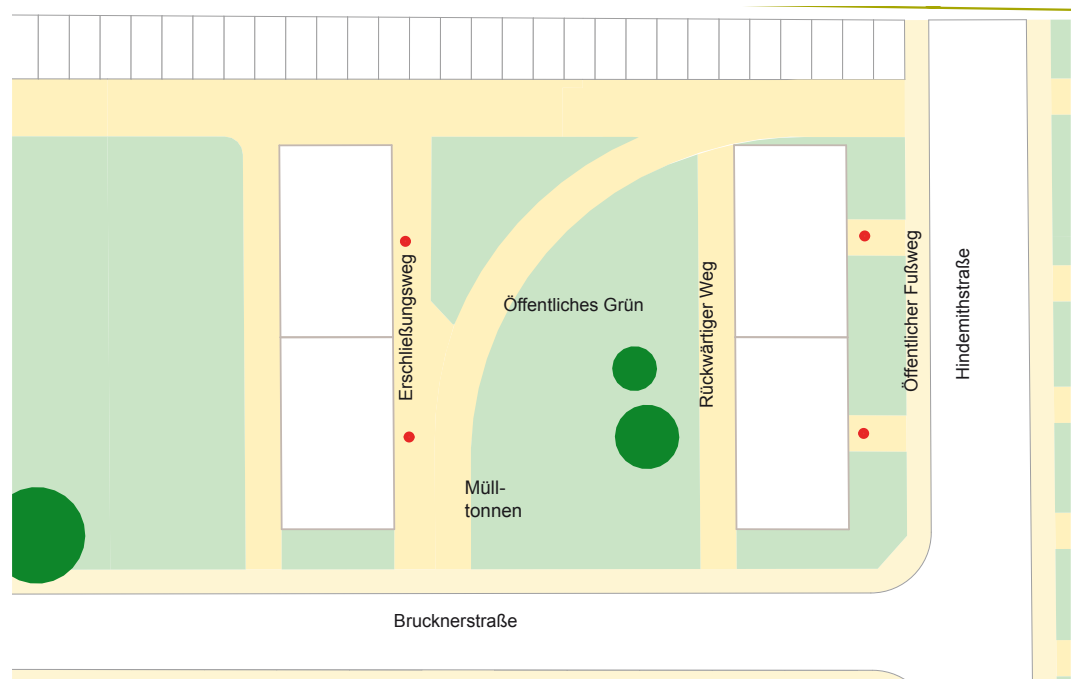 Öffentliches Grün
Erschließungsweg
Rückwärtiger Weg
Öffentlicher Fußweg
Hindemithstraße
Müll-
tonnen
Brucknerstraße